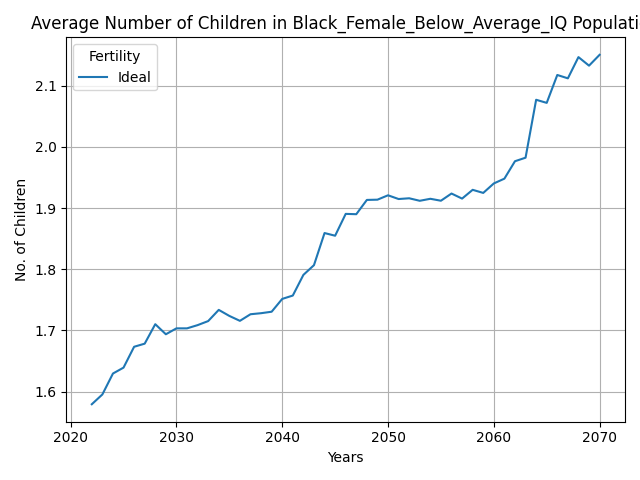 Average Number of Children in Black_Female_Below_Average_IQ Populati
Fertility
Ideal
No. of Children
2.1
2.0
1.9
1.8
1.7
1.6
2020 2030 2040 2050 2060 2070
Years